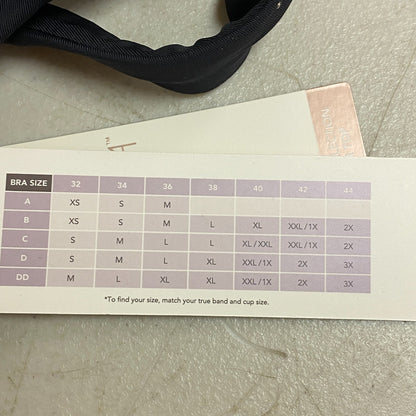 BRA SIZE 32 34 36 38 40 42 44
A XS S M
B XS S M L XL XXL/1X 2X
C S M L L XL/XXL XXL/1X 2X
D S M L XL XXL/1X 2X 3X
DD M L XL XL XXL/1X 2X 3X
*To find your size, match your true band and cup size.